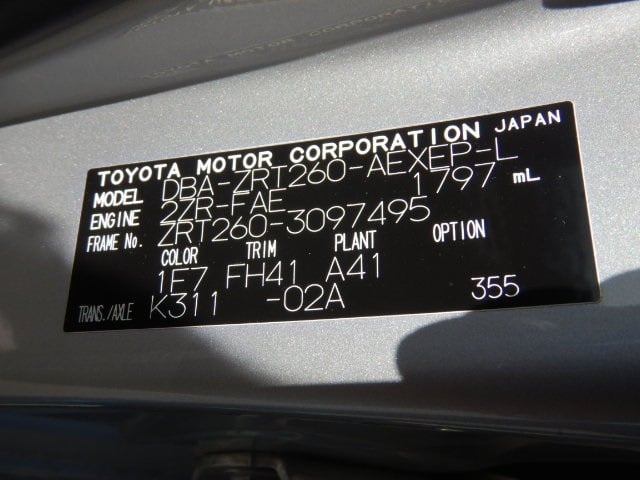 TOYOTA MOTOR CORPORATION JAPAN
MODEL DBA-ZRT260-AEXEP-L
ENGINE 2ZR-FAE 1797 mL
FRAME No. ZRT260-3097495
COLOR TRIM PLANT OPTION
1E7 FH41 A41
TRANS./AXLE K311 -02A 355